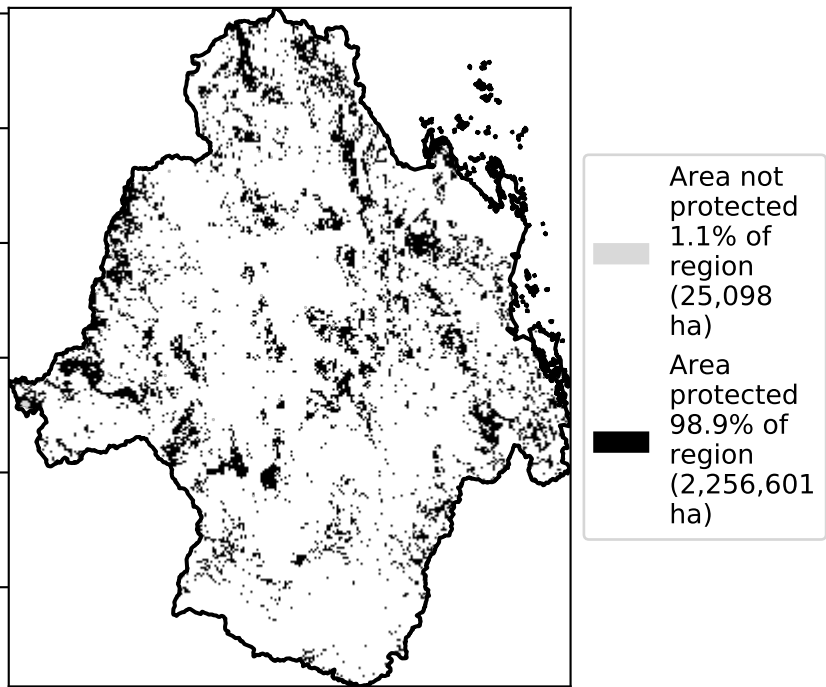 Area not
protected
1.1% of
region
(25,098
ha)
Area
protected
98.9% of
region
(2,256,601
ha)